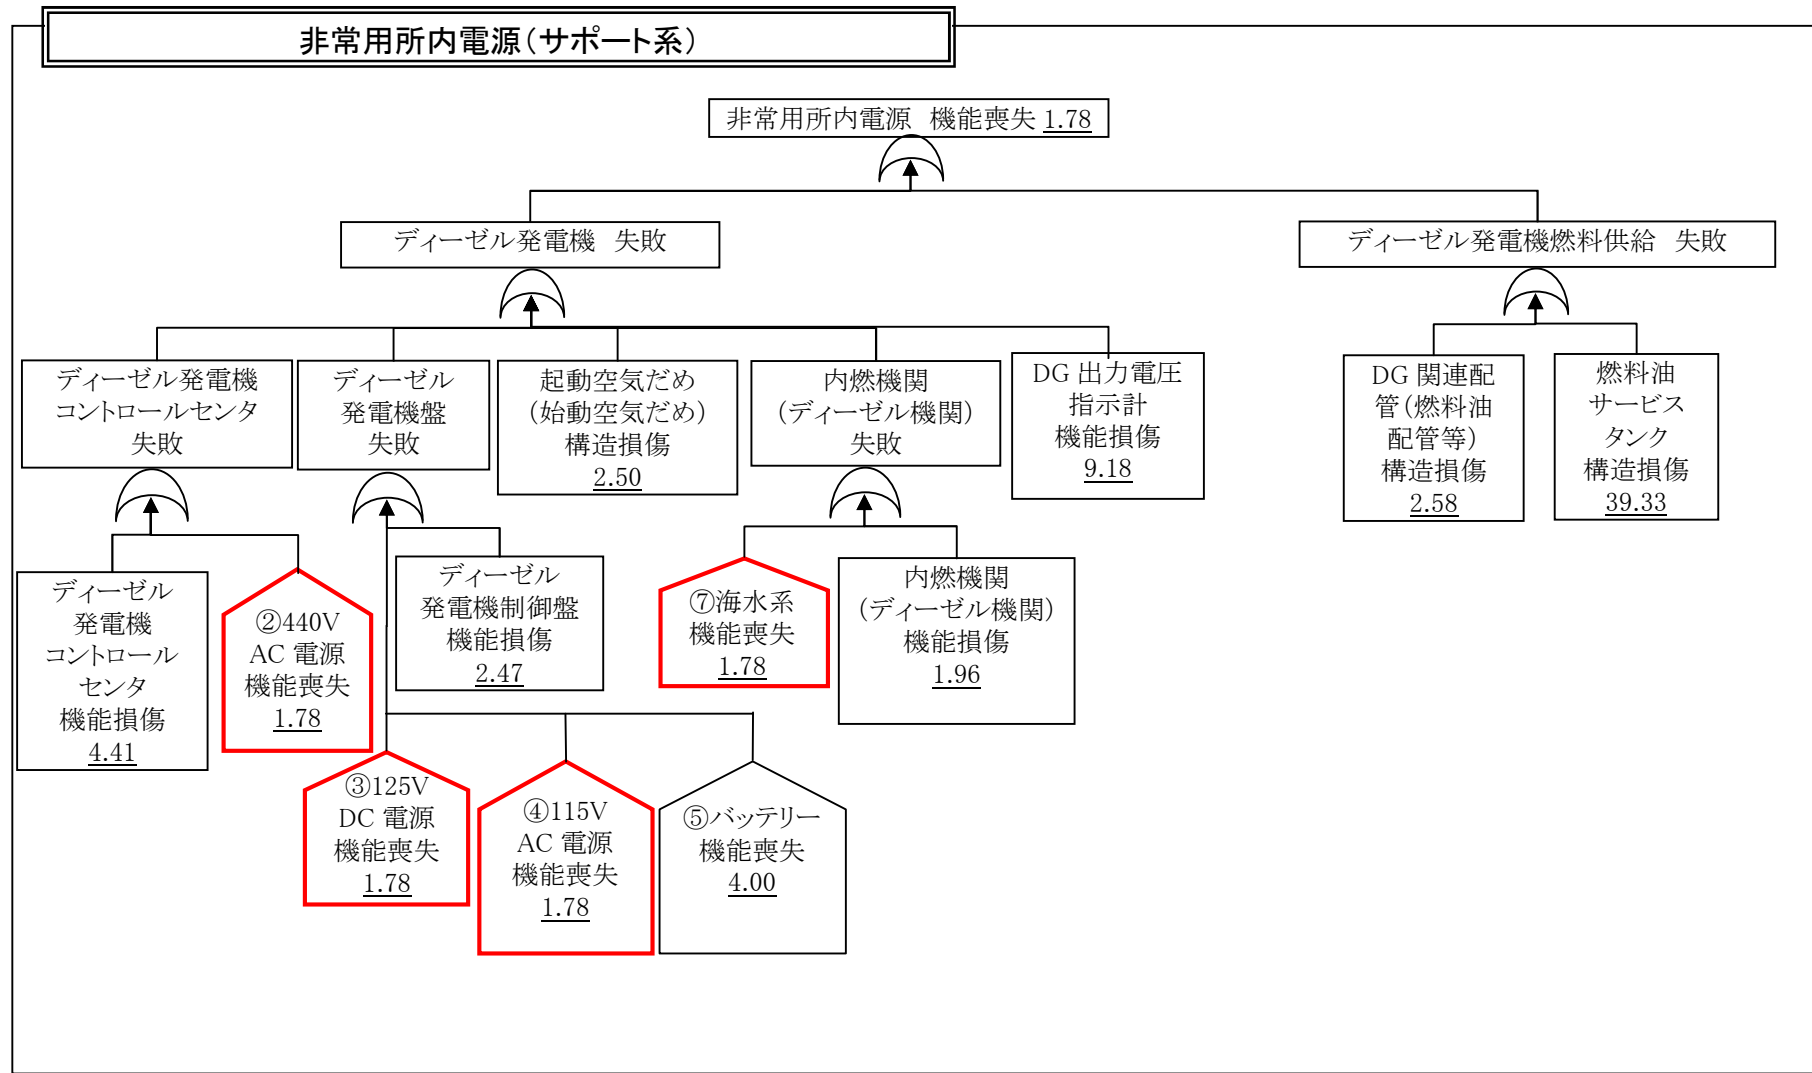 非常用所内電源（サポート系）
非常用所内電源　機能喪失 1.78
ディーゼル発電機　失敗
ディーゼル発電機燃料供給　失敗
ディーゼル発電機
コントロールセンタ
失敗
ディーゼル
発電機盤
失敗
起動空気だめ
（始動空気だめ）
構造損傷
2.50
内燃機関
（ディーゼル機関）
失敗
DG 出力電圧
指示計
機能損傷
9.18
DG 関連配
管（燃料油
配管等）
構造損傷
2.58
燃料油
サービス
タンク
構造損傷
39.33
ディーゼル
発電機
コントロール
センタ
機能損傷
4.41
②440V
AC 電源
機能喪失
1.78
ディーゼル
発電機制御盤
機能損傷
2.47
⑦海水系
機能喪失
1.78
内燃機関
（ディーゼル機関）
機能損傷
1.96
③125V
DC 電源
機能喪失
1.78
④115V
AC 電源
機能喪失
1.78
⑤バッテリー
機能喪失
4.00